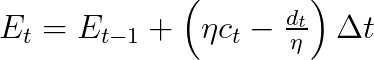 $E_t = E_{t-1} + \left( \eta c_t - \frac{d_t}{\eta} \right) \Delta t$